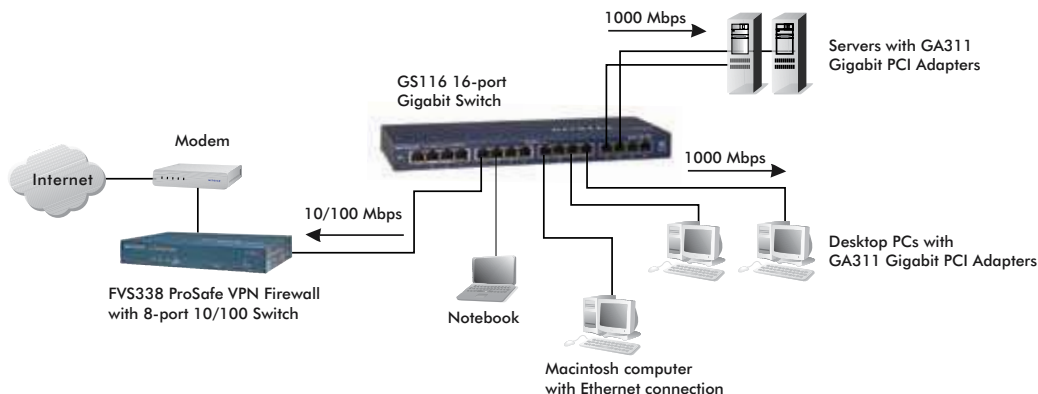 1000 Mbps
Servers with GA311
Gigabit PCI Adapters
GS116 16-port
Gigabit Switch
Modem
Internet
1000 Mbps
10/100 Mbps
Desktop PCs with
GA311 Gigabit PCI Adapters
FVS338 ProSafe VPN Firewall
with 8-port 10/100 Switch
Notebook
Macintosh computer
with Ethernet connection